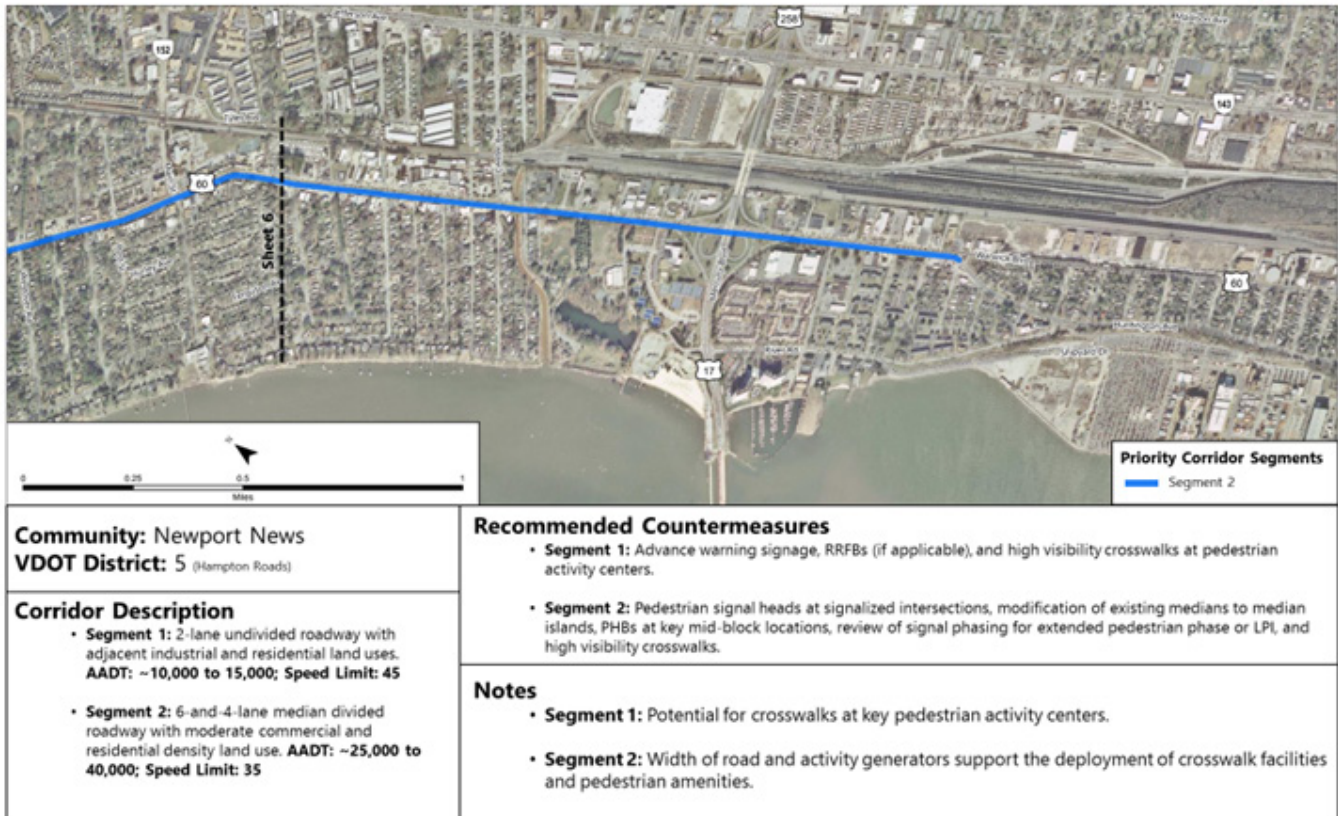 258
152
143
60
Sheet 6
60
17
Priority Corridor Segments
Segment 2
0
0.25
0.5
1
Miles
Community: Newport News
VDOT District: 5 (Hampton Roads)
Corridor Description
• Segment 1: 2-lane undivided roadway with
adjacent industrial and residential land uses.
AADT: ~10,000 to 15,000; Speed Limit: 45
• Segment 2: 6-and-4-lane median divided
roadway with moderate commercial and
residential density land use. AADT: ~25,000 to
40,000; Speed Limit: 35
Recommended Countermeasures
• Segment 1: Advance warning signage, RRFBs (if applicable), and high visibility crosswalks at pedestrian
activity centers.
• Segment 2: Pedestrian signal heads at signalized intersections, modification of existing medians to median
islands, PHBs at key mid-block locations, review of signal phasing for extended pedestrian phase or LPI, and
high visibility crosswalks.
Notes
• Segment 1: Potential for crosswalks at key pedestrian activity centers.
• Segment 2: Width of road and activity generators support the deployment of crosswalk facilities
and pedestrian amenities.